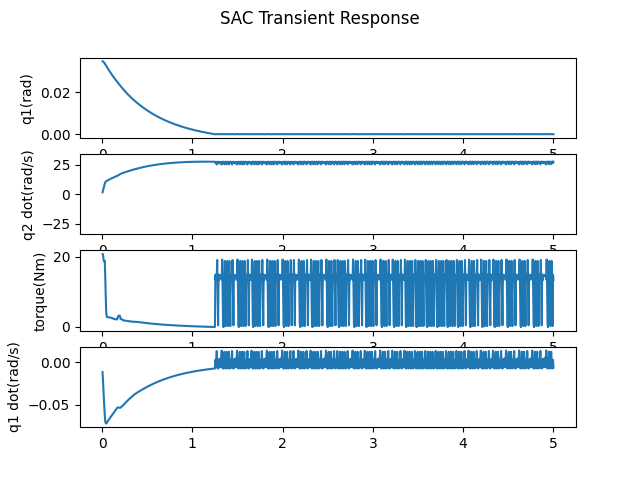 SAC Transient Response
q1(rad)
0.02
0.00
0 1 2 3 4 5
q2 dot(rad/s)
25
0
−25
0 1 2 3 4 5
torque(Nm)
20
0
0 1 2 3 4 5
q1 dot(rad/s)
0.00
−0.05
0 1 2 3 4 5